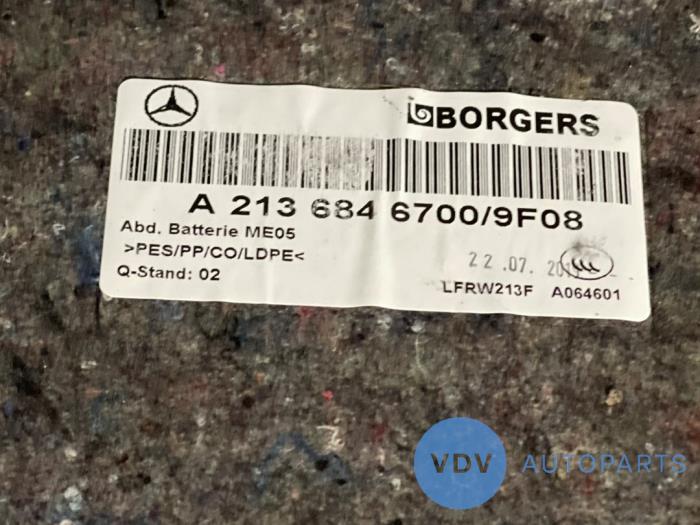 BORGERS
A 213 684 6700/9F08
Abd. Batterie ME05
>PES/PP/CO/LDPE<
Q-Stand: 02
22.07.
LFRW213F A064601
VDV AUTOPARTS